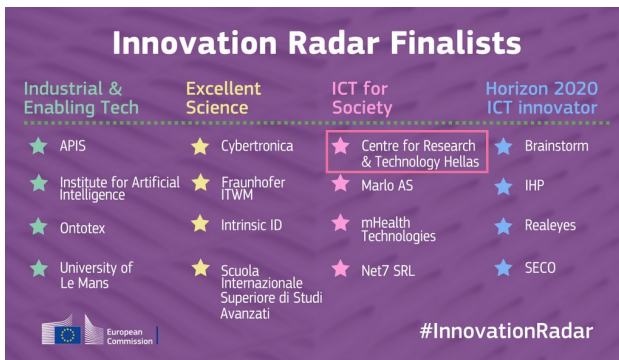 Innovation Radar Finalists
Industrial &
Enabling Tech
APIS
Institute for Artificial
Intelligence
Ontotex
University of
Le Mans
Excellent
Science
Cybertronica
Fraunhofer
ITWM
Intrinsic ID
Scuola
Internazionale
Superiore di Studi
Avanzati
ICT for
Society
Centre for Research
& Technology Hellas
Marlo AS
mHealth
Technologies
Net7 SRL
Horizon 2020
ICT innovator
Brainstorm
IHP
Realeyes
SECO
European
Commission
#InnovationRadar